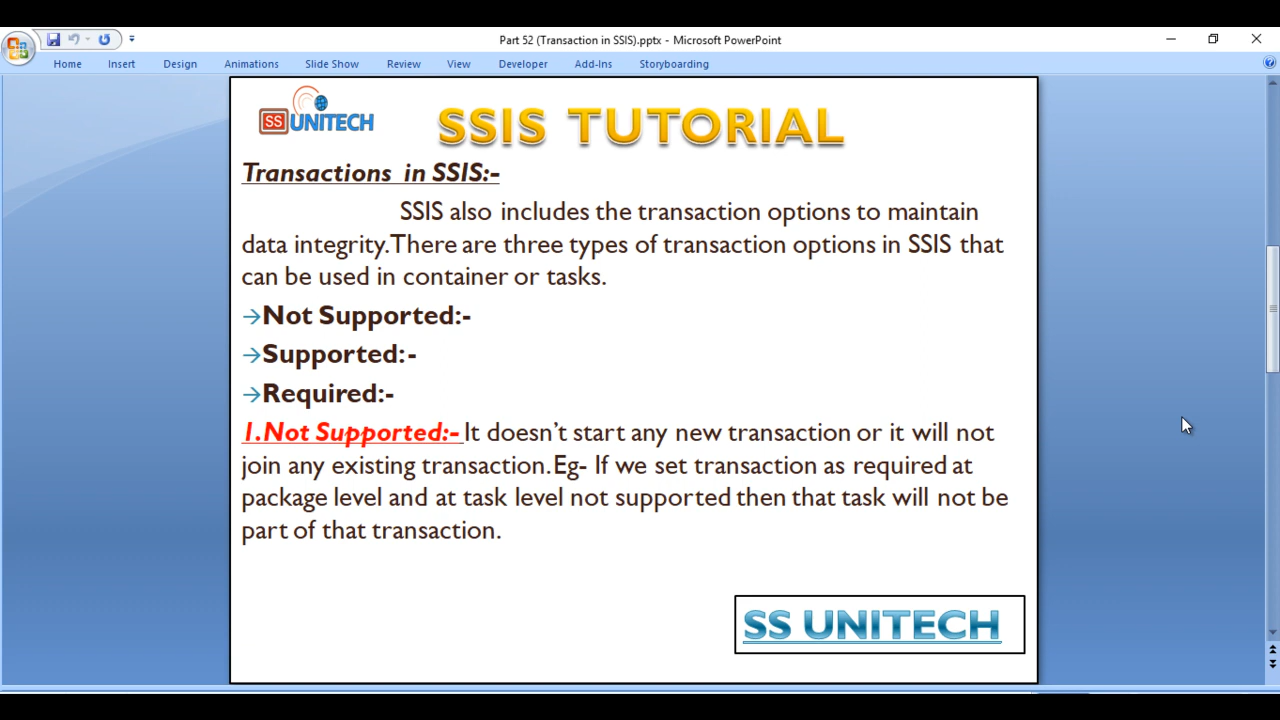 Part 52 (Transaction in SSIS).pptx - Microsoft PowerPoint
Home Insert Design Animations Slide Show Review View Developer Add-Ins Storyboarding
SS UNITECH
SSIS TUTORIAL
Transactions in SSIS:-
SSIS also includes the transaction options to maintain
data integrity.There are three types of transaction options in SSIS that
can be used in container or tasks.
→Not Supported:-
→Supported:-
→Required:-
1.Not Supported:- It doesn't start any new transaction or it will not
join any existing transaction.Eg- If we set transaction as required at
package level and at task level not supported then that task will not be
part of that transaction.
SS UNITECH